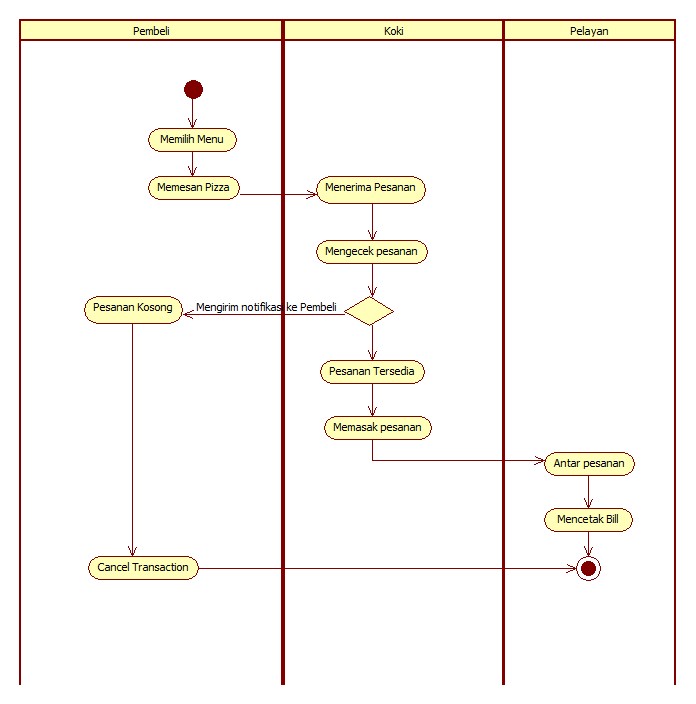 Pembeli
Koki
Pelayan
Memilih Menu
Memesan Pizza
Menerima Pesanan
Mengecek pesanan
Pesanan Kosong
Mengirim notifikasi ke Pembeli
Pesanan Tersedia
Memasak pesanan
Antar pesanan
Mencetak Bill
Cancel Transaction